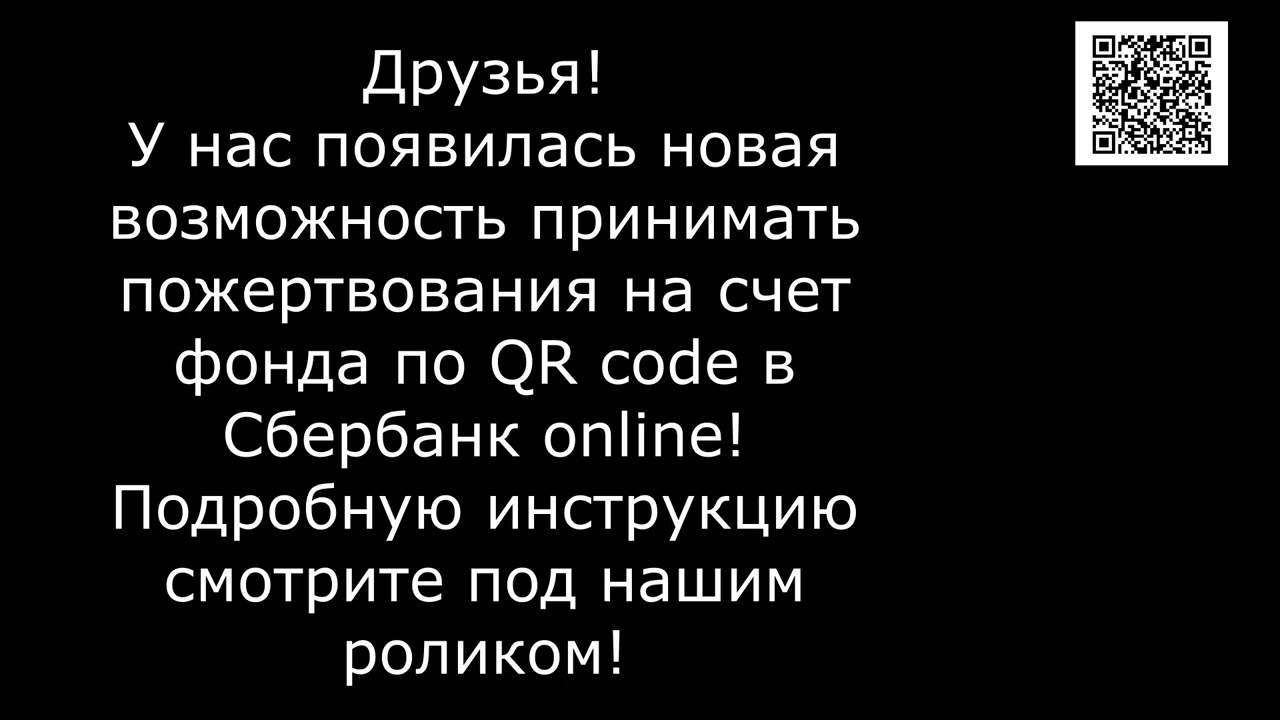 Друзья!
У нас появилась новая
возможность принимать
пожертвования на счет
фонда по QR code в
Сбербанк online!
Подробную инструкцию
смотрите под нашим
роликом!